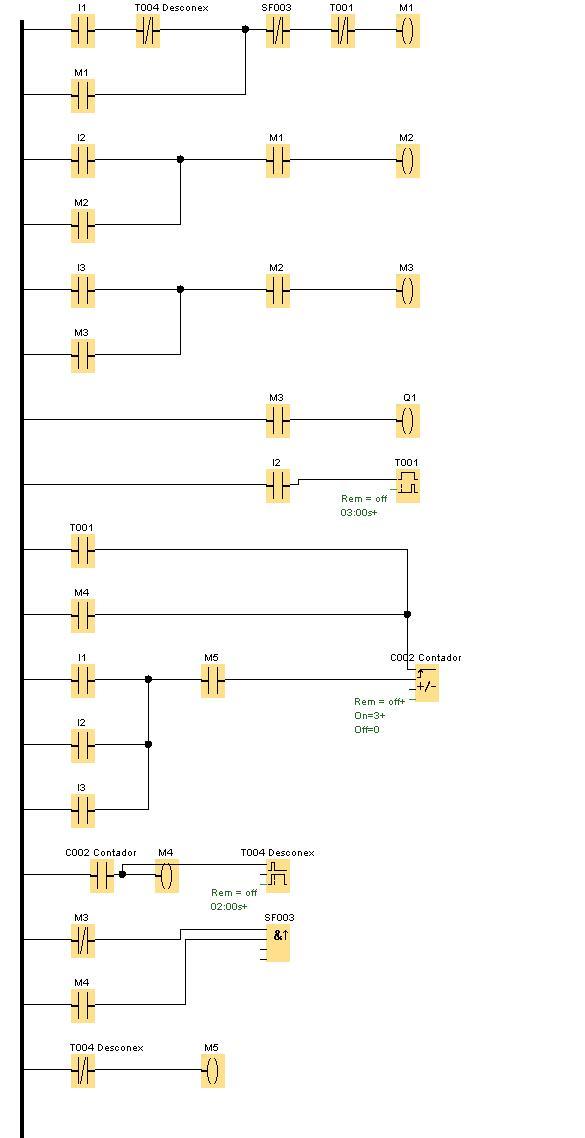 I1 T004 Desconex SF003 T001 M1
M1
I2 M1 M2
M2
I3 M2 M3
M3
M3 Q1
I2 T001
Rem = off
03:00s+
T001
M4
C002 Contador
I1 M5
+/-
Rem = off+
On=3+
Off=0
I2
I3
C002 Contador M4 T004 Desconex
Rem = off
02:00s+
M3 SF003
&↑
M4
T004 Desconex M5